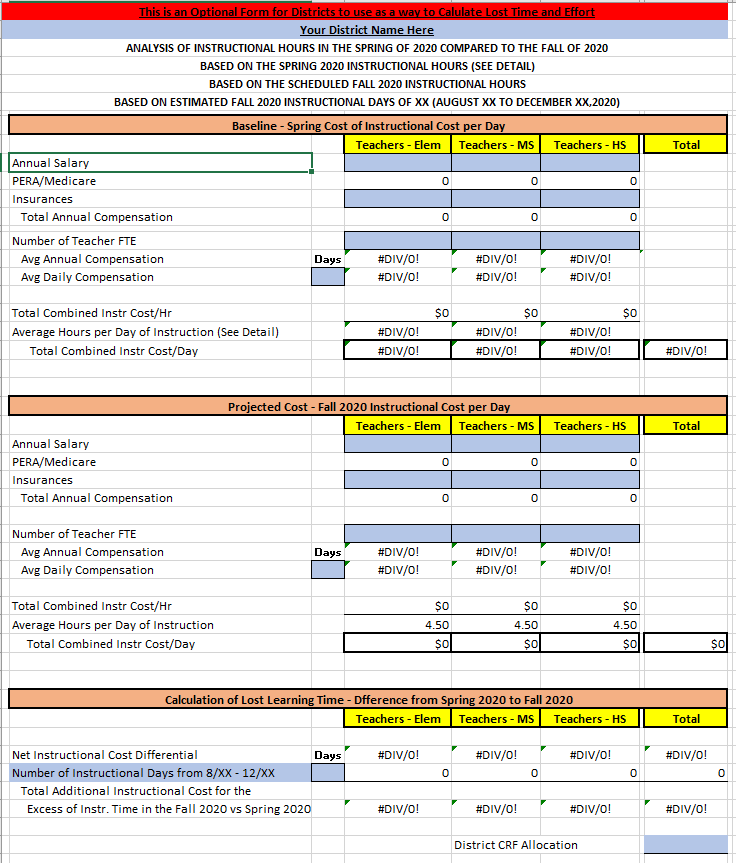 This is an Optional Form for Districts to use as a way to Calulate Lost Time and Effort
Your District Name Here
ANALYSIS OF INSTRUCTIONAL HOURS IN THE SPRING OF 2020 COMPARED TO THE FALL OF 2020
BASED ON THE SPRING 2020 INSTRUCTIONAL HOURS (SEE DETAIL)
BASED ON THE SCHEDULED FALL 2020 INSTRUCTIONAL HOURS
BASED ON ESTIMATED FALL 2020 INSTRUCTIONAL DAYS OF XX (AUGUST XX TO DECEMBER XX,2020)
Baseline - Spring Cost of Instructional Cost per Day
Teachers - Elem Teachers - MS Teachers - HS Total
Annual Salary
PERA/Medicare 0 0 0
Insurances
Total Annual Compensation 0 0 0
Number of Teacher FTE
Avg Annual Compensation Days #DIV/0! #DIV/0! #DIV/0!
Avg Daily Compensation #DIV/0! #DIV/0! #DIV/0!
Total Combined Instr Cost/Hr $0 $0 $0
Average Hours per Day of Instruction (See Detail) #DIV/0! #DIV/0! #DIV/0!
Total Combined Instr Cost/Day #DIV/0! #DIV/0! #DIV/0! #DIV/0!
Projected Cost - Fall 2020 Instructional Cost per Day
Teachers - Elem Teachers - MS Teachers - HS Total
Annual Salary
PERA/Medicare 0 0 0
Insurances
Total Annual Compensation 0 0 0
Number of Teacher FTE
Avg Annual Compensation Days #DIV/0! #DIV/0! #DIV/0!
Avg Daily Compensation #DIV/0! #DIV/0! #DIV/0!
Total Combined Instr Cost/Hr $0 $0 $0
Average Hours per Day of Instruction 4.50 4.50 4.50
Total Combined Instr Cost/Day $0 $0 $0 $0
Calculation of Lost Learning Time - Dfference from Spring 2020 to Fall 2020
Teachers - Elem Teachers - MS Teachers - HS Total
Net Instructional Cost Differential Days #DIV/0! #DIV/0! #DIV/0! #DIV/0!
Number of Instructional Days from 8/XX - 12/XX 0 0 0 0
Total Additional Instructional Cost for the
Excess of Instr. Time in the Fall 2020 vs Spring 2020 #DIV/0! #DIV/0! #DIV/0! #DIV/0!
District CRF Allocation